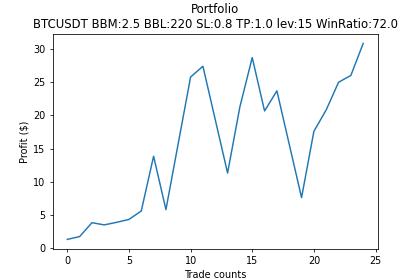 Portfolio
BTCUSDT BBM:2.5 BBL:220 SL:0.8 TP:1.0 lev:15 WinRatio:72.0
30
25
20
15
10
5
0
Profit ($)
0 5 10 15 20 25
Trade counts